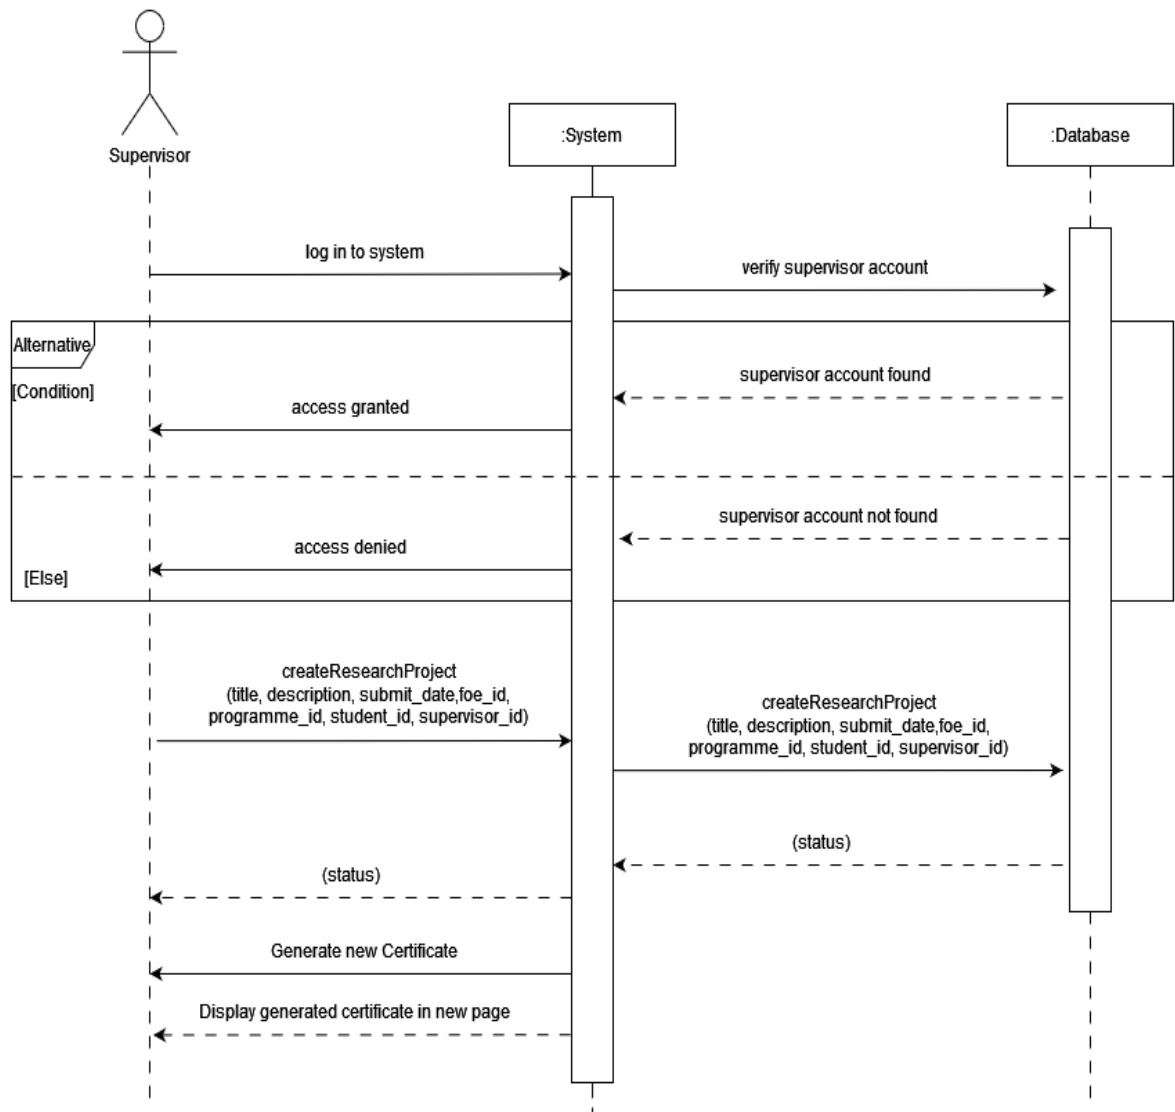 Supervisor
:System
:Database
log in to system
verify supervisor account
Alternative
[Condition]
supervisor account found
access granted
supervisor account not found
access denied
[Else]
createResearchProject
(title, description, submit_date,foe_id,
programme_id, student_id, supervisor_id)
createResearchProject
(title, description, submit_date,foe_id,
programme_id, student_id, supervisor_id)
(status)
(status)
Generate new Certificate
Display generated certificate in new page